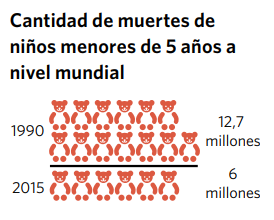 Cantidad de muertes de
niños menores de 5 años a
nivel mundial
1990
12,7
millones
2015
6
millones